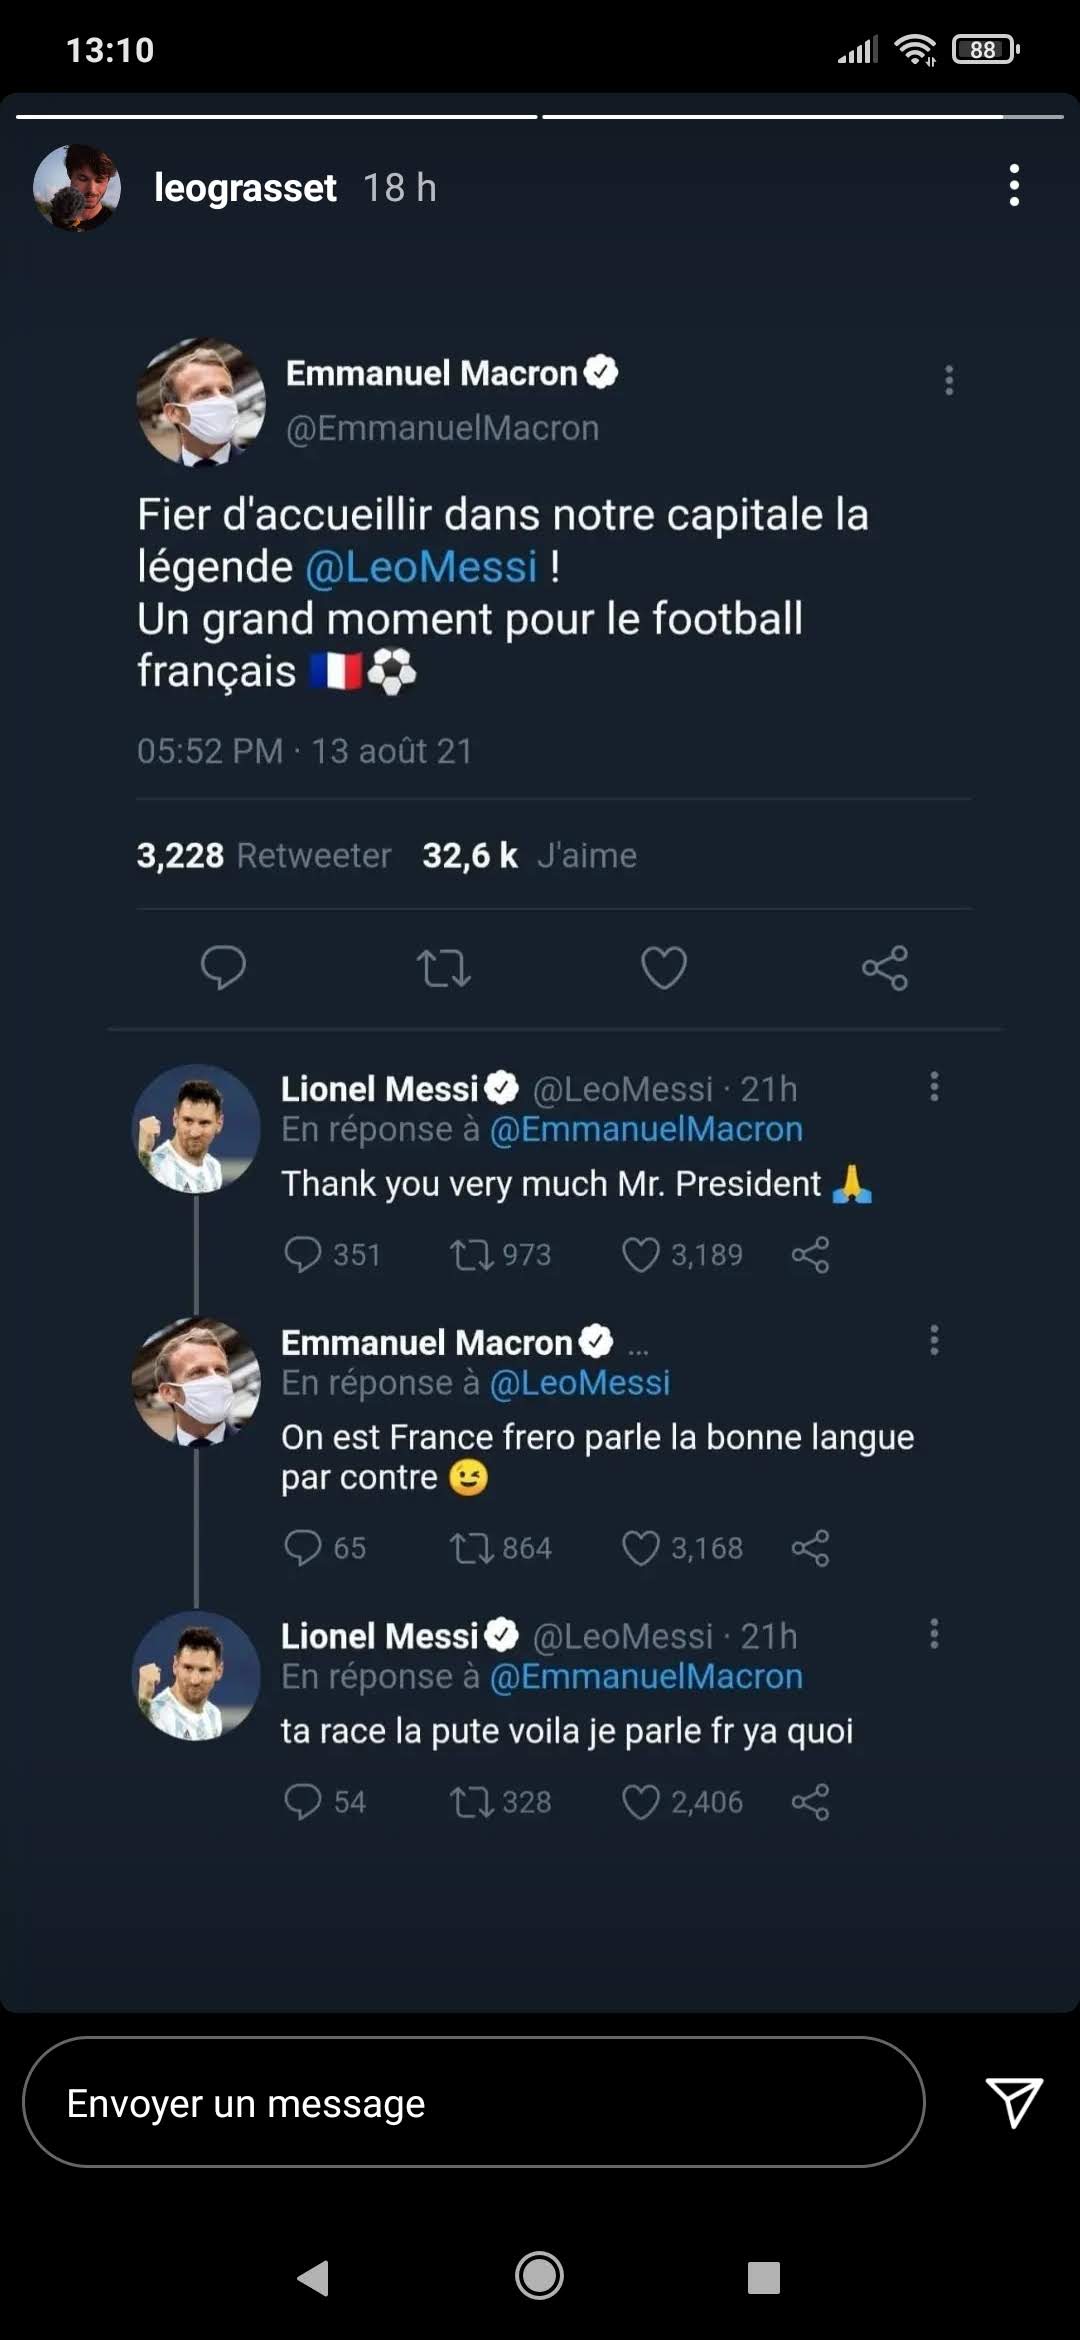 13:10
88
leograsset 18 h
Emmanuel Macron
@EmmanuelMacron
Fier d'accueillir dans notre capitale la
légende @LeoMessi !
Un grand moment pour le football
français 🇫🇷⚽
05:52 PM · 13 août 21
3,228 Retweeter 32,6 k J'aime
Lionel Messi @LeoMessi · 21h
En réponse à @EmmanuelMacron
Thank you very much Mr. President 🙏
351 973 3,189
Emmanuel Macron ...
En réponse à @LeoMessi
On est France frero parle la bonne langue
par contre 😉
65 864 3,168
Lionel Messi @LeoMessi · 21h
En réponse à @EmmanuelMacron
ta race la pute voila je parle fr ya quoi
54 328 2,406
Envoyer un message